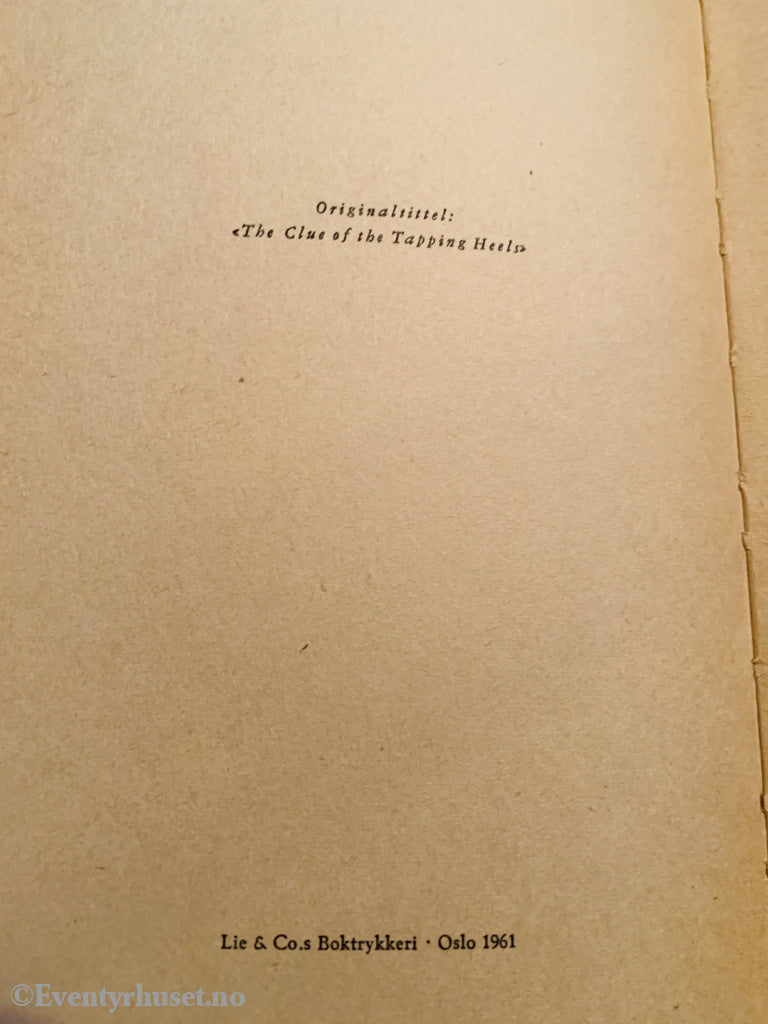 Originaltittel:
«The Clue of the Tapping Heels»
Lie & Co.s Boktrykkeri · Oslo 1961
©Eventyrhuset.no